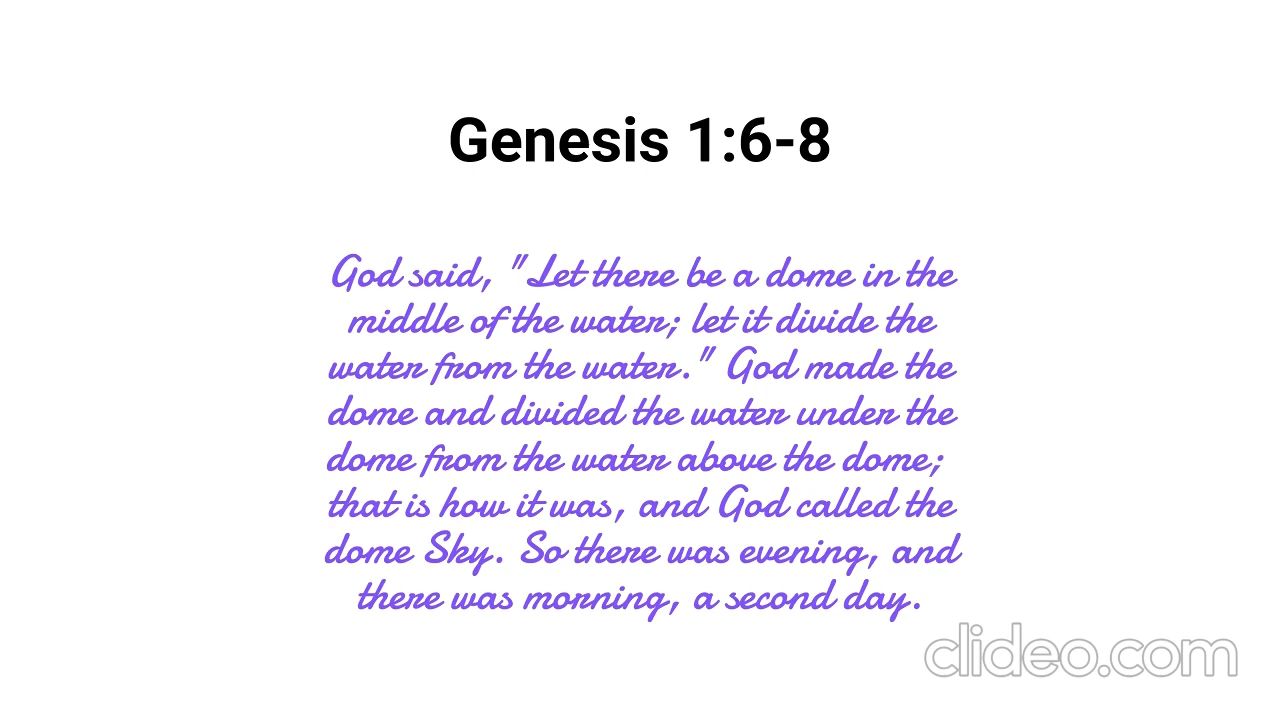 Genesis 1:6-8
God said, "Let there be a dome in the
middle of the water; let it divide the
water from the water." God made the
dome and divided the water under the
dome from the water above the dome;
that is how it was, and God called the
dome Sky. So there was evening, and
there was morning, a second day.
clideo.com